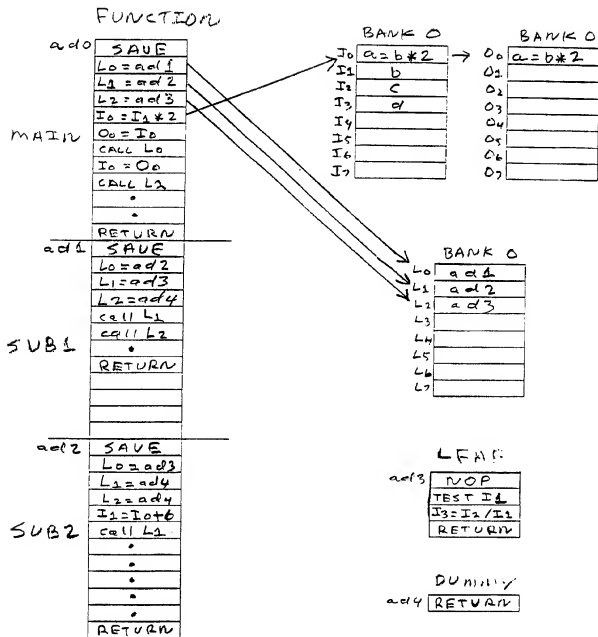 FUNCTION
ad0
SAVE
L0=ad1
L1=ad2
L2=ad3
I0=I1*2
O0=I0
CALL L0
I0=O0
CALL L2
•
•
RETURN
MAIN
ad1
SAVE
L0=ad2
L1=ad3
L2=ad4
call L1
call L2
•
RETURN
SUB1
ad2
SAVE
L0=ad3
L1=ad4
L2=ad4
I1=I0+6
call L1
•
•
•
•
•
RETURN
SUB2
BANK 0
I0 a=b*2
I1 b
I2 c
I3 d
I4
I5
I6
I7
BANK 0
O0 a=b*2
O1
O2
O3
O4
O5
O6
O7
BANK 0
L0 ad1
L1 ad2
L2 ad3
L3
L4
L5
L6
L7
LEAF
ad3
NOP
TEST I1
I3=I2/I1
RETURN
DUMMY
ad4 RETURN